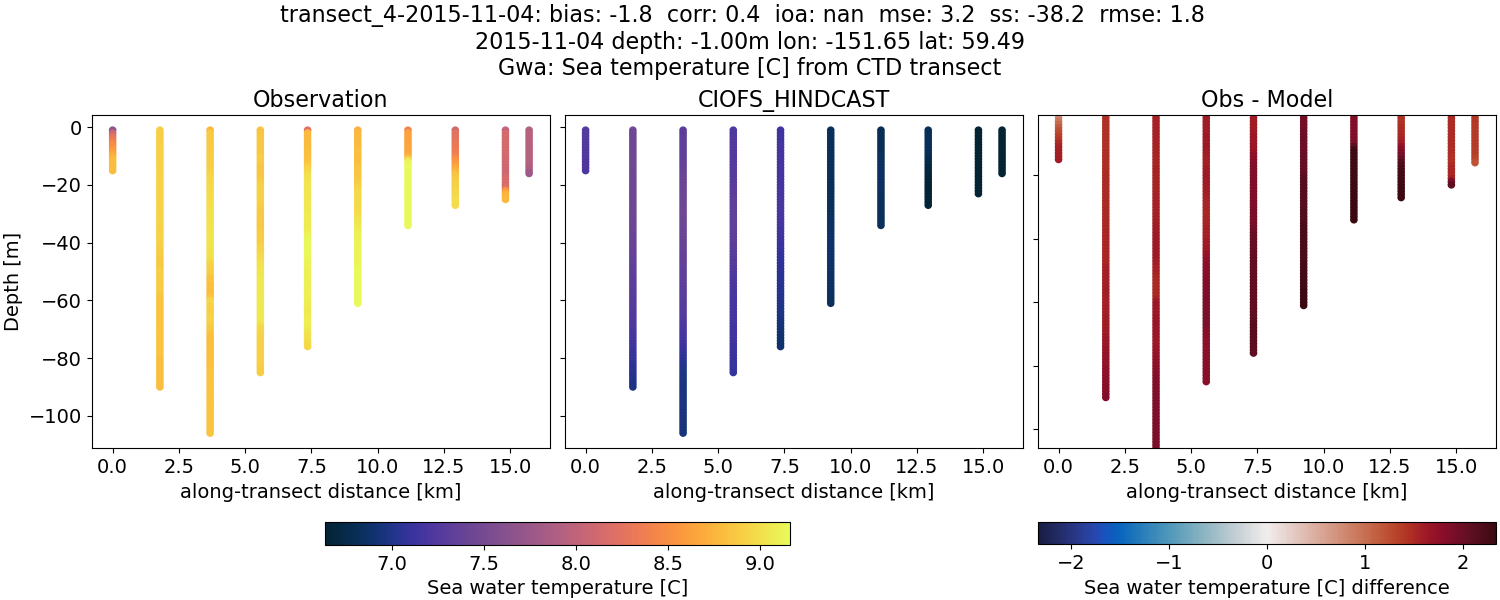 transect_4-2015-11-04: bias: -1.8  corr: 0.4  ioa: nan  mse: 3.2  ss: -38.2  rmse: 1.8
2015-11-04 depth: -1.00m lon: -151.65 lat: 59.49
Gwa: Sea temperature [C] from CTD transect
Observation
CIOFS_HINDCAST
Obs - Model
Depth [m]
0
−20
−40
−60
−80
−100
0.0 2.5 5.0 7.5 10.0 12.5 15.0
0.0 2.5 5.0 7.5 10.0 12.5 15.0
0.0 2.5 5.0 7.5 10.0 12.5 15.0
along-transect distance [km]
along-transect distance [km]
along-transect distance [km]
7.0 7.5 8.0 8.5 9.0
Sea water temperature [C]
−2 −1 0 1 2
Sea water temperature [C] difference